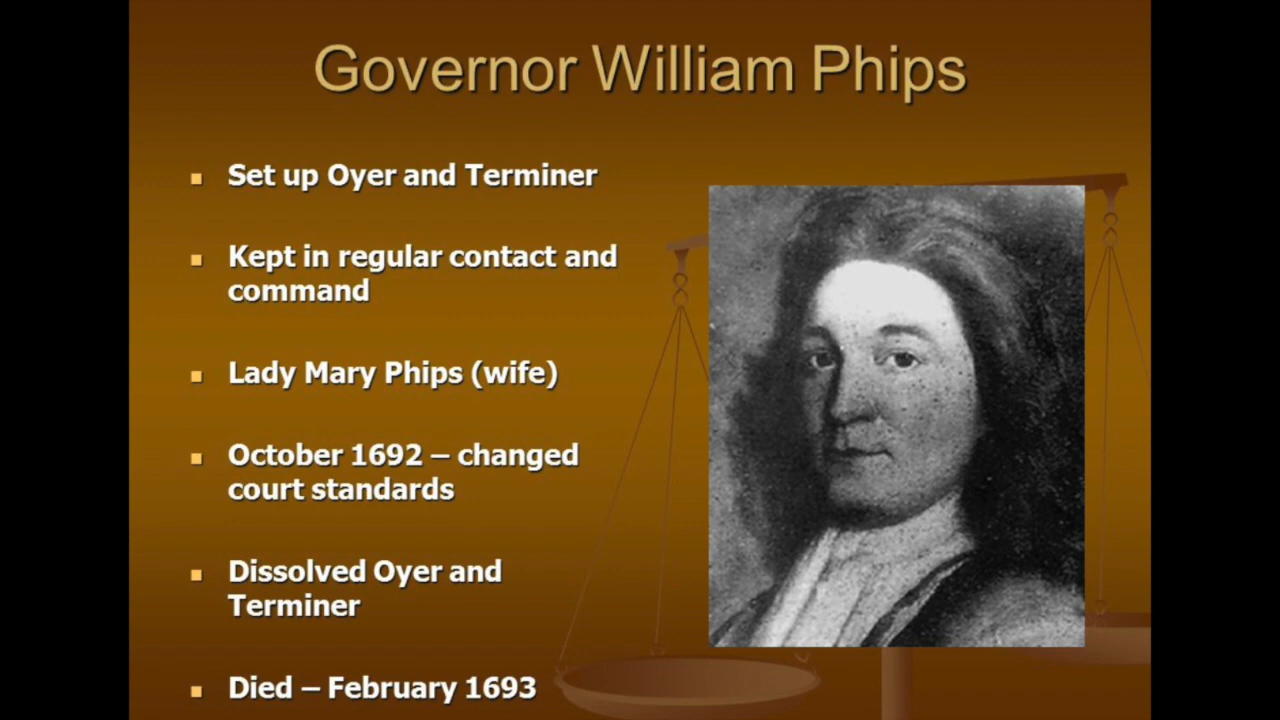 Governor William Phips
Set up Oyer and Terminer
Kept in regular contact and
command
Lady Mary Phips (wife)
October 1692 – changed
court standards
Dissolved Oyer and
Terminer
Died – February 1693